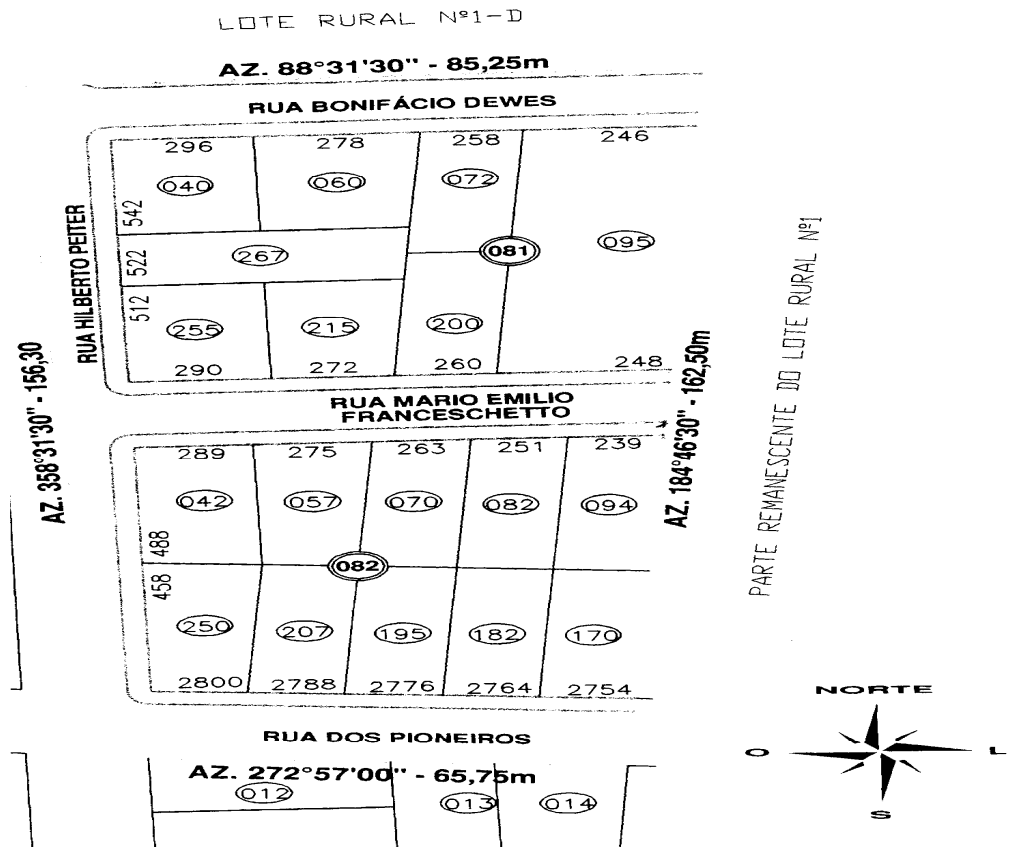 LOTE RURAL Nº1-D
AZ. 88°31'30" - 85,25m
RUA BONIFÁCIO DEWES
296 278 258 246
040 060 072
542
267 081 095
522
512
255 215 200
290 272 260 248
RUA HILBERTO PEITER
AZ. 358°31'30" - 156,30
RUA MARIO EMILIO
FRANCESCHETTO
AZ. 184°46'30" - 162,50m
PARTE REMANESCENTE DO LOTE RURAL Nº1
289 275 263 251 239
042 057 070 082 094
488
082
458
250 207 195 182 170
2800 2788 2776 2764 2754
RUA DOS PIONEIROS
AZ. 272°57'00" - 65,75m
012 013 014
NORTE
O L
S